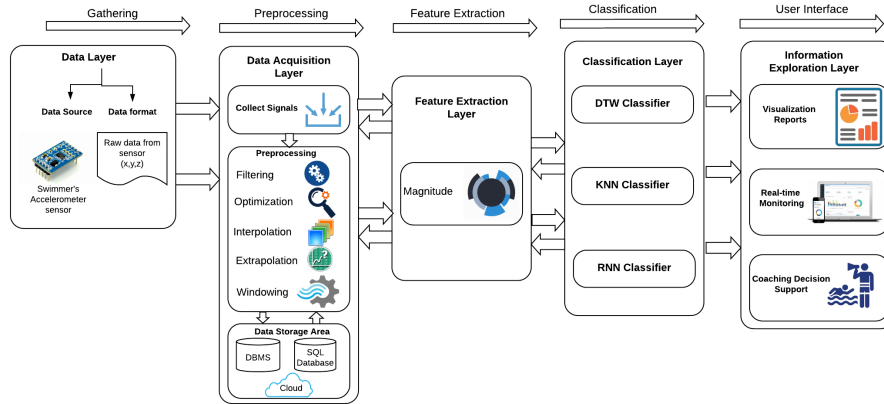 Gathering
Preprocessing
Feature Extraction
Classification
User Interface
Data Layer
Data Source
Data format
Raw data from
sensor
(x,y,z)
Swimmer's
Accelerometer
sensor
Data Acquisition
Layer
Collect Signals
Preprocessing
Filtering
Optimization
Interpolation
Extrapolation
Windowing
Data Storage Area
DBMS
SQL
Database
Cloud
Feature Extraction
Layer
Magnitude
Classification Layer
DTW Classifier
KNN Classifier
RNN Classifier
Information
Exploration Layer
Visualization
Reports
Real-time
Monitoring
Coaching Decision
Support